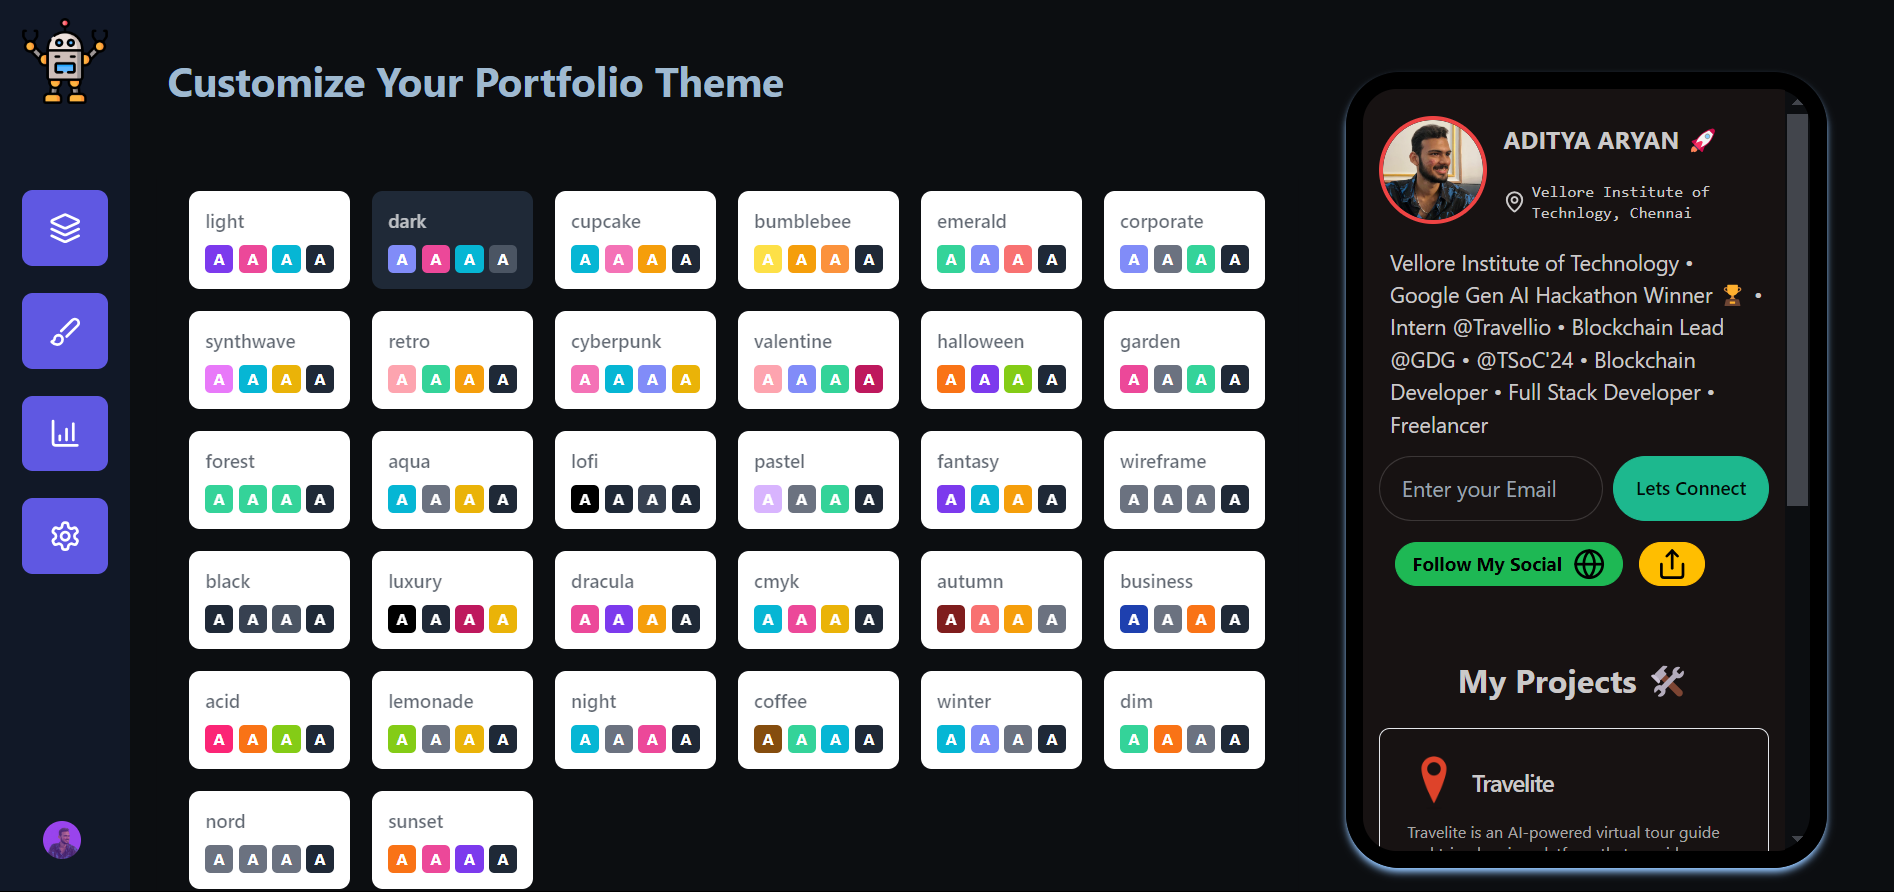 Customize Your Portfolio Theme
light
A A A A
dark
A A A A
cupcake
A A A A
bumblebee
A A A A
emerald
A A A A
corporate
A A A A
synthwave
A A A A
retro
A A A A
cyberpunk
A A A A
valentine
A A A A
halloween
A A A A
garden
A A A A
forest
A A A A
aqua
A A A A
lofi
A A A A
pastel
A A A A
fantasy
A A A A
wireframe
A A A A
black
A A A A
luxury
A A A A
dracula
A A A A
cmyk
A A A A
autumn
A A A A
business
A A A A
acid
A A A A
lemonade
A A A A
night
A A A A
coffee
A A A A
winter
A A A A
dim
A A A A
nord
A A A A
sunset
A A A A
ADITYA ARYAN 🚀
Vellore Institute of
Technlogy, Chennai
Vellore Institute of Technology •
Google Gen AI Hackathon Winner 🏆 •
Intern @Travellio • Blockchain Lead
@GDG • @TSoC'24 • Blockchain
Developer • Full Stack Developer •
Freelancer
Enter your Email
Lets Connect
Follow My Social
My Projects 🛠️
Travelite
Travelite is an AI-powered virtual tour guide